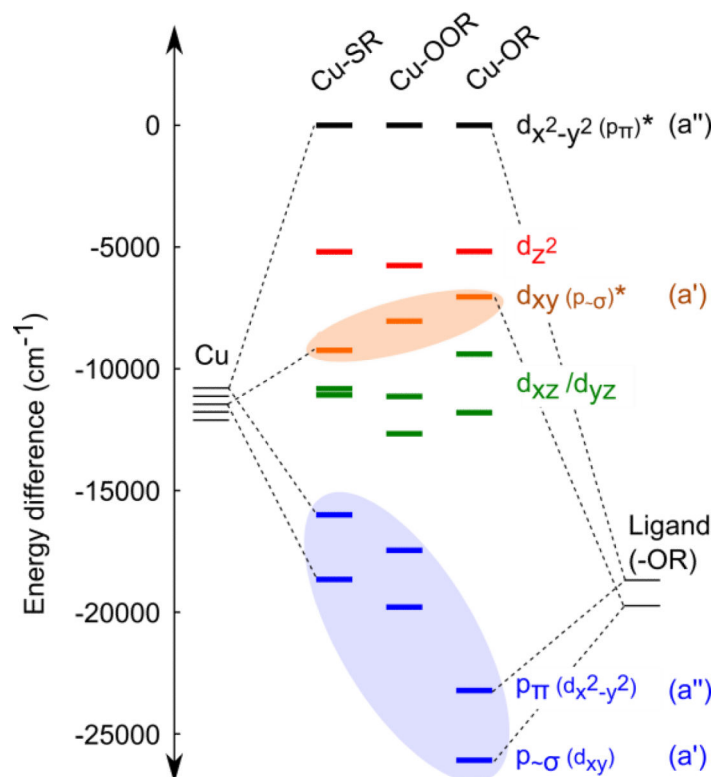 Cu-SR Cu-OOR Cu-OR
Energy difference (cm⁻¹)
0
-5000
-10000
-15000
-20000
-25000
Cu
dx²-y² (pπ)* (a'')
dz²
dxy (p~σ)* (a')
dxz /dyz
Ligand
(-OR)
pπ (dx²-y²) (a'')
p~σ (dxy) (a')